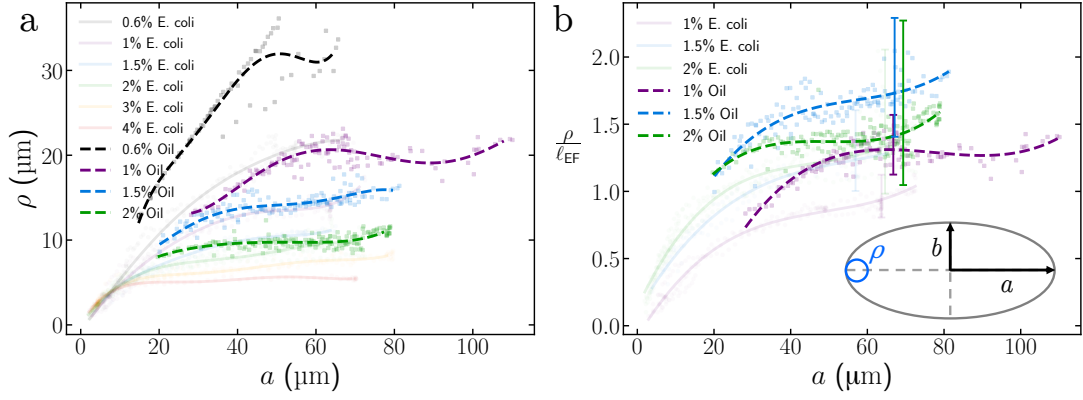 a
0.6% E. coli
1% E. coli
1.5% E. coli
2% E. coli
3% E. coli
4% E. coli
0.6% Oil
1% Oil
1.5% Oil
2% Oil
30
20
10
0
ρ (µm)
0 20 40 60 80 100
a (µm)
b
1% E. coli
1.5% E. coli
2% E. coli
1% Oil
1.5% Oil
2% Oil
2.0
1.5
1.0
0.5
0.0
ρ
ℓEF
ρ
b
a
0 20 40 60 80 100
a (µm)